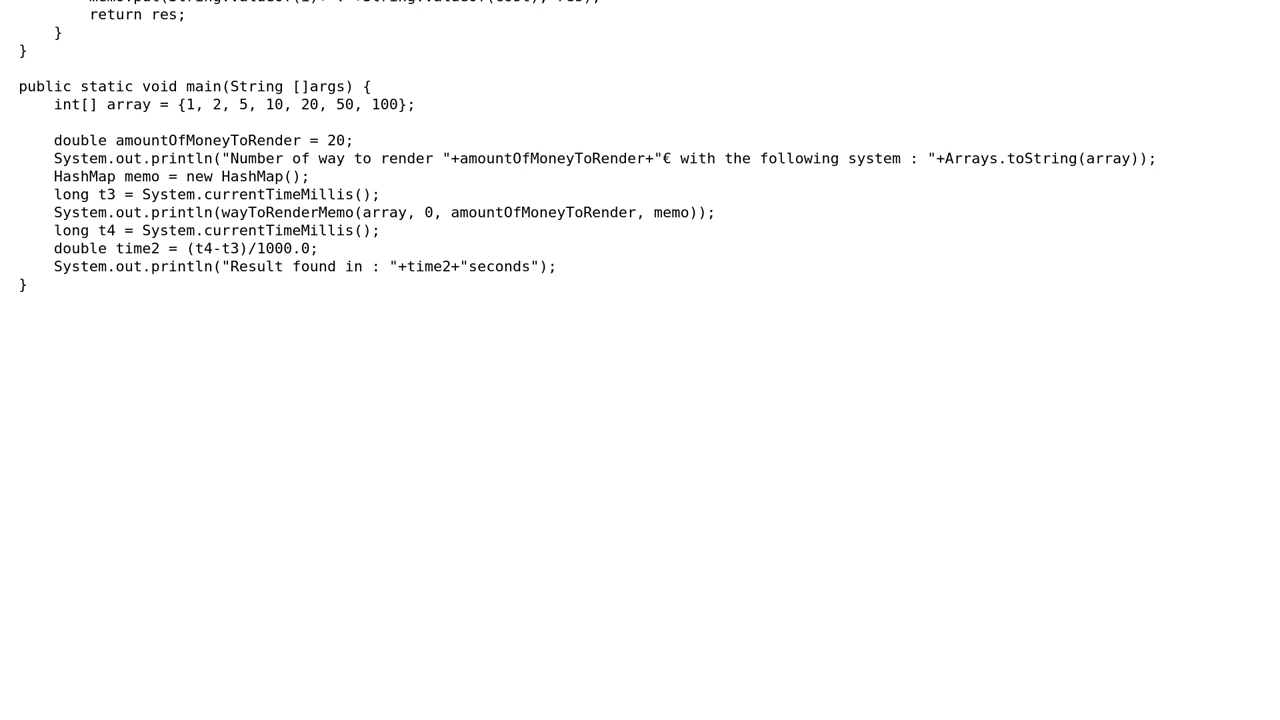 return res;
    }
}

public static void main(String []args) {
    int[] array = {1, 2, 5, 10, 20, 50, 100};

    double amountOfMoneyToRender = 20;
    System.out.println("Number of way to render "+amountOfMoneyToRender+"€ with the following system : "+Arrays.toString(array));
    HashMap memo = new HashMap();
    long t3 = System.currentTimeMillis();
    System.out.println(wayToRenderMemo(array, 0, amountOfMoneyToRender, memo));
    long t4 = System.currentTimeMillis();
    double time2 = (t4-t3)/1000.0;
    System.out.println("Result found in : "+time2+"seconds");
}